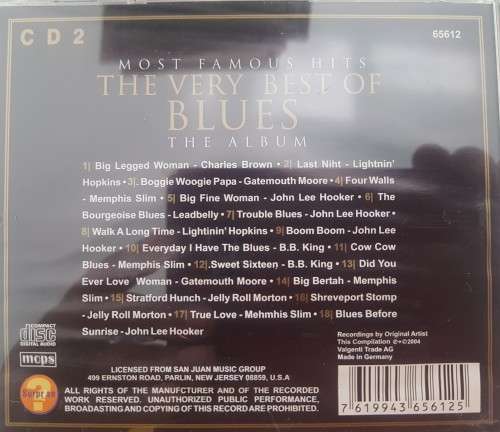 CD 2
65612
MOST FAMOUS HITS
THE VERY BEST OF
BLUES
THE ALBUM
1| Big Legged Woman - Charles Brown • 2| Last Niht - Lightnin'
Hopkins • 3|. Boggie Woogie Papa - Gatemouth Moore • 4| Four Walls
- Memphis Slim • 5| Big Fine Woman - John Lee Hooker • 6| The
Bourgeoise Blues - Leadbelly • 7| Trouble Blues - John Lee Hooker •
8| Walk A Long Time - Lightinin' Hopkins • 9| Boom Boom - John Lee
Hooker • 10| Everyday I Have The Blues - B.B. King • 11| Cow Cow
Blues - Memphis Slim • 12|.Sweet Sixteen - B.B. King • 13| Did You
Ever Love Woman - Gatemouth Moore • 14| Big Bertah - Memphis
Slim • 15| Stratford Hunch - Jelly Roll Morton • 16| Shreveport Stomp
- Jelly Roll Morton • 17| True Love - Mehmhis Slim • 18| Blues Before
Sunrise - John Lee Hooker
COMPACT
disc
DIGITAL AUDIO
mcps
Recordings by Original Artist
This Compilation ℗+©2004
Valgenti Trade AG
Made in Germany
LICENSED FROM SAN JUAN MUSIC GROUP
499 ERNSTON ROAD, PARLIN, NEW JERSEY 08859, U.S.A
ALL RIGHTS OF THE MANUFCTURER AND OF THE RECORDED
WORK RESERVED. UNAUTHORIZED PUBLIC PERFORMANCE,
BROADCASTING AND COPYING OF THIS RECORD ARE PROHIBITED.
7 619943 656125